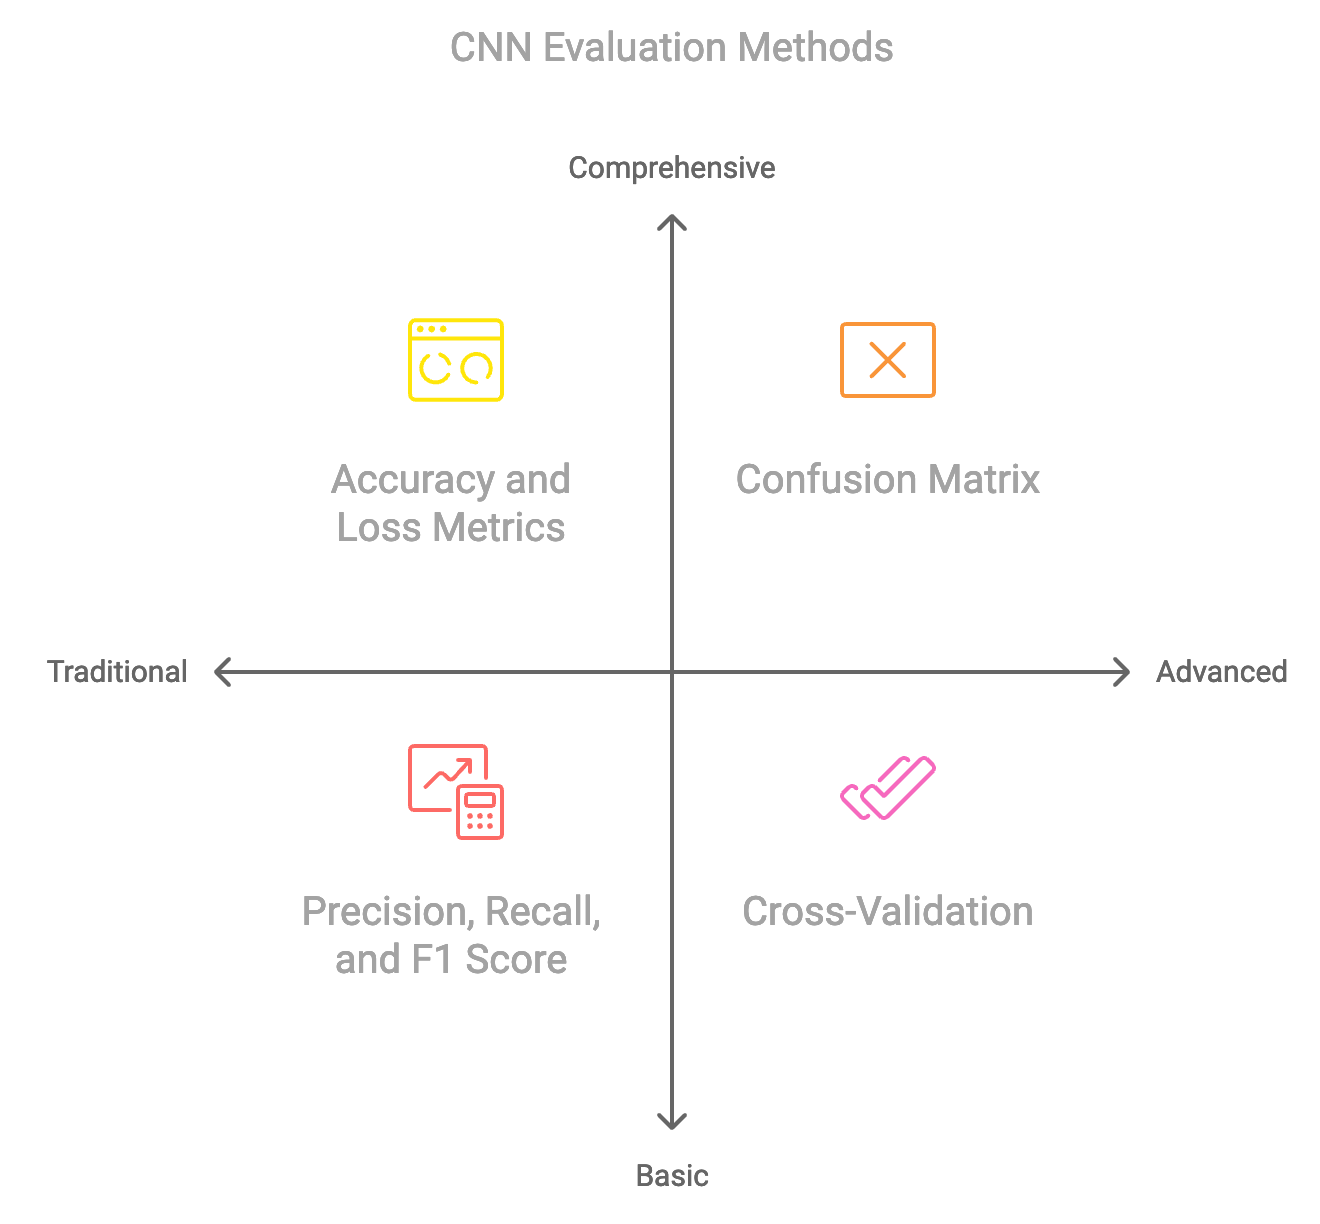 CNN Evaluation Methods
Comprehensive
Accuracy and
Loss Metrics
Confusion Matrix
Traditional
Advanced
Precision, Recall,
and F1 Score
Cross-Validation
Basic